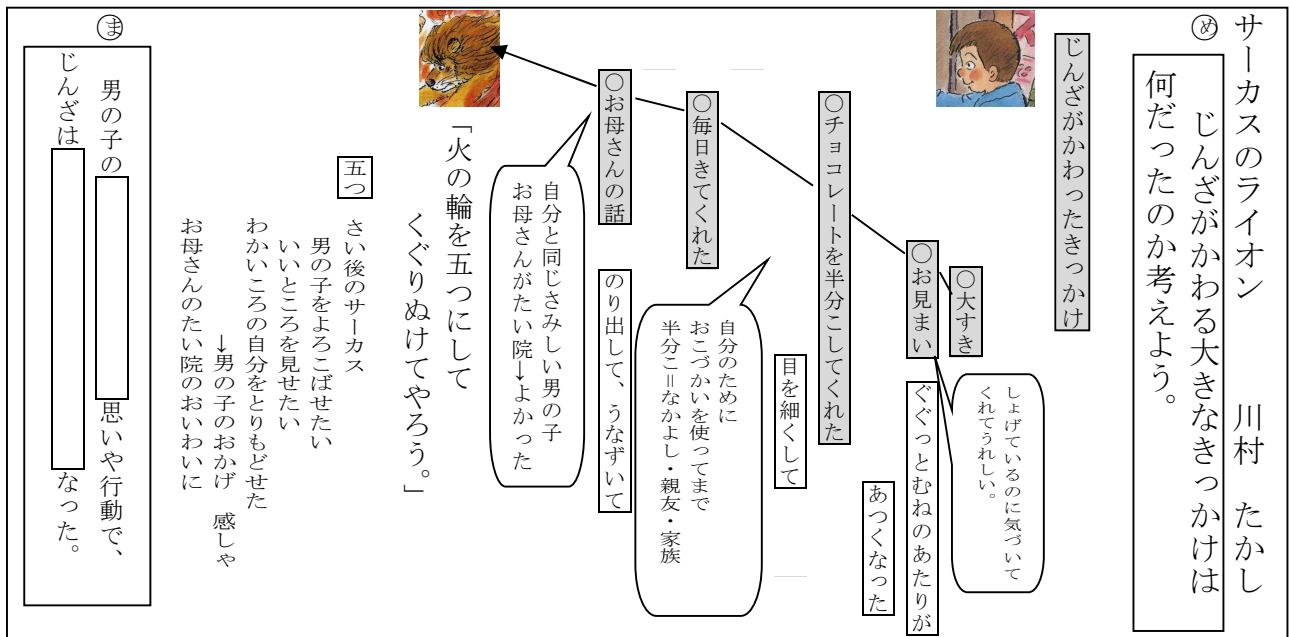 サーカスのライオン　　川村　たかし
め
じんざがかわる大きなきっかけは
何だったのか考えよう。
じんざがかわったきっかけ
○大すき
○お見まい
しょげているのに気づいて
くれてうれしい。
ぐぐっとむねのあたりが
あつくなった
○チョコレートを半分こしてくれた
目を細くして
自分のために
おこづかいを使ってまで
半分こ＝なかよし・親友・家族
○毎日きてくれた
○お母さんの話
のり出して、うなずいて
自分と同じさみしい男の子
お母さんがたい院→よかった
「火の輪を五つにして
くぐりぬけてやろう。」
五つ
さい後のサーカス
男の子をよろこばせたい
いいところを見せたい
わかいころの自分をとりもどせた
→男の子のおかげ　感しゃ
お母さんのたい院のおいわいに
ま
男の子の　　思いや行動で、
じんざは　　なった。